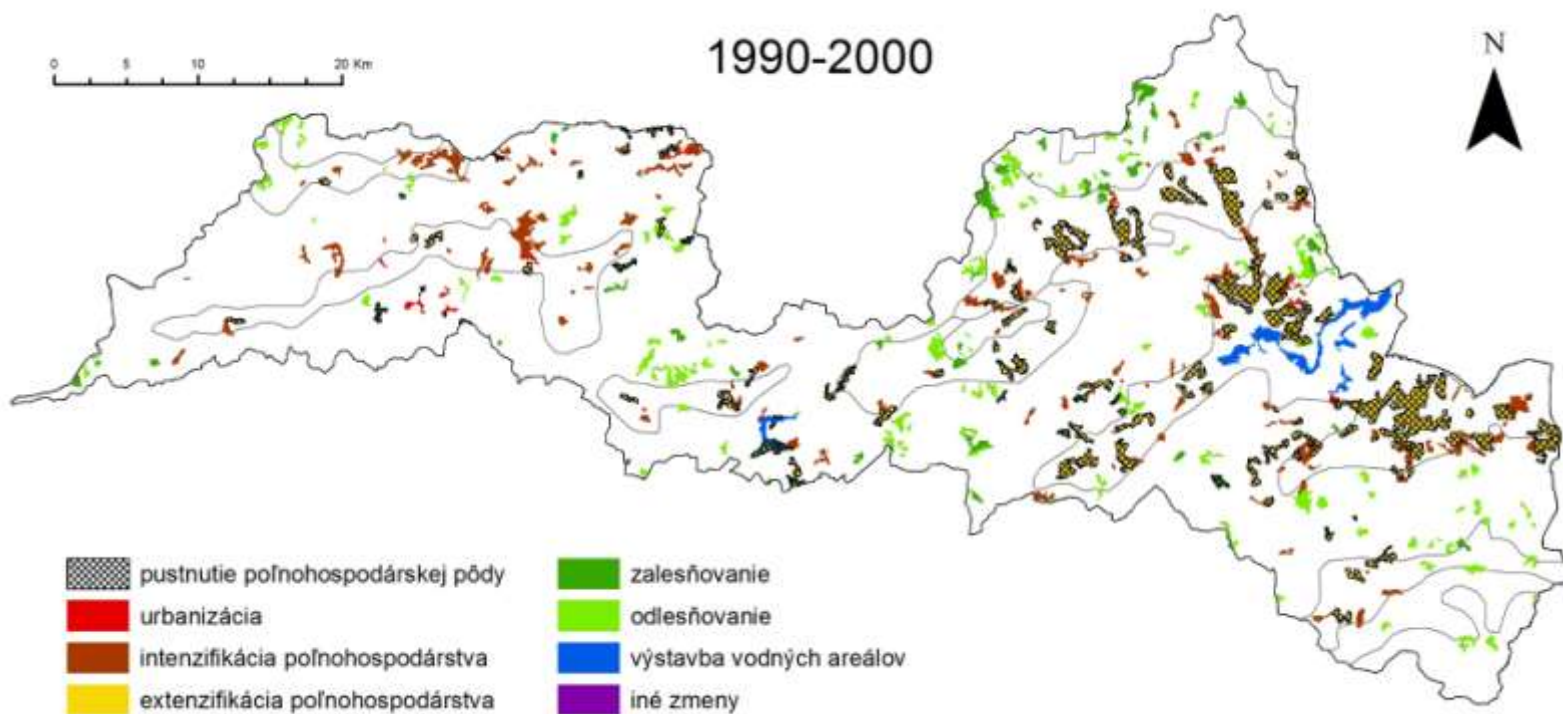 1990-2000
0 5 10 20 Km
N
pustnutie poľnohospodárskej pôdy
urbanizácia
intenzifikácia poľnohospodárstva
extenzifikácia poľnohospodárstva
zalesňovanie
odlesňovanie
výstavba vodných areálov
iné zmeny